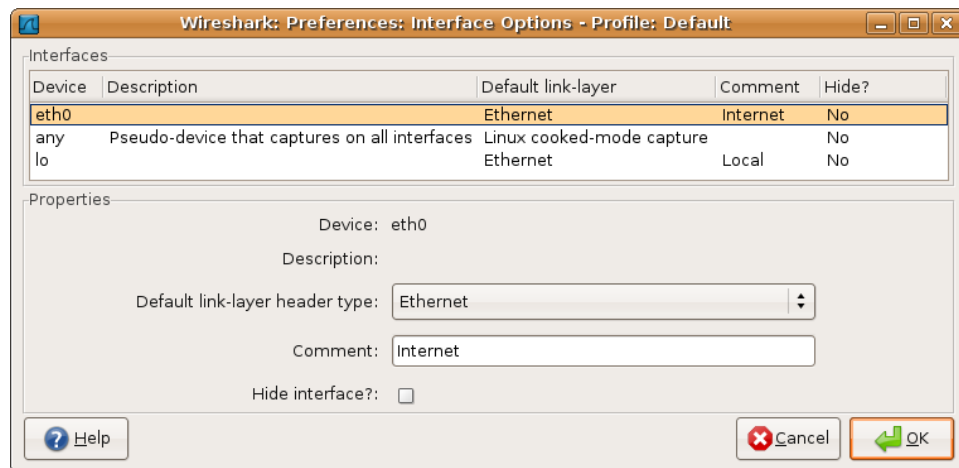 Wireshark: Preferences: Interface Options - Profile: Default
Interfaces
Device Description Default link-layer Comment Hide?
eth0 Ethernet Internet No
any Pseudo-device that captures on all interfaces Linux cooked-mode capture No
lo Ethernet Local No
Properties
Device: eth0
Description:
Default link-layer header type: Ethernet
Comment: Internet
Hide interface?:
Help Cancel OK